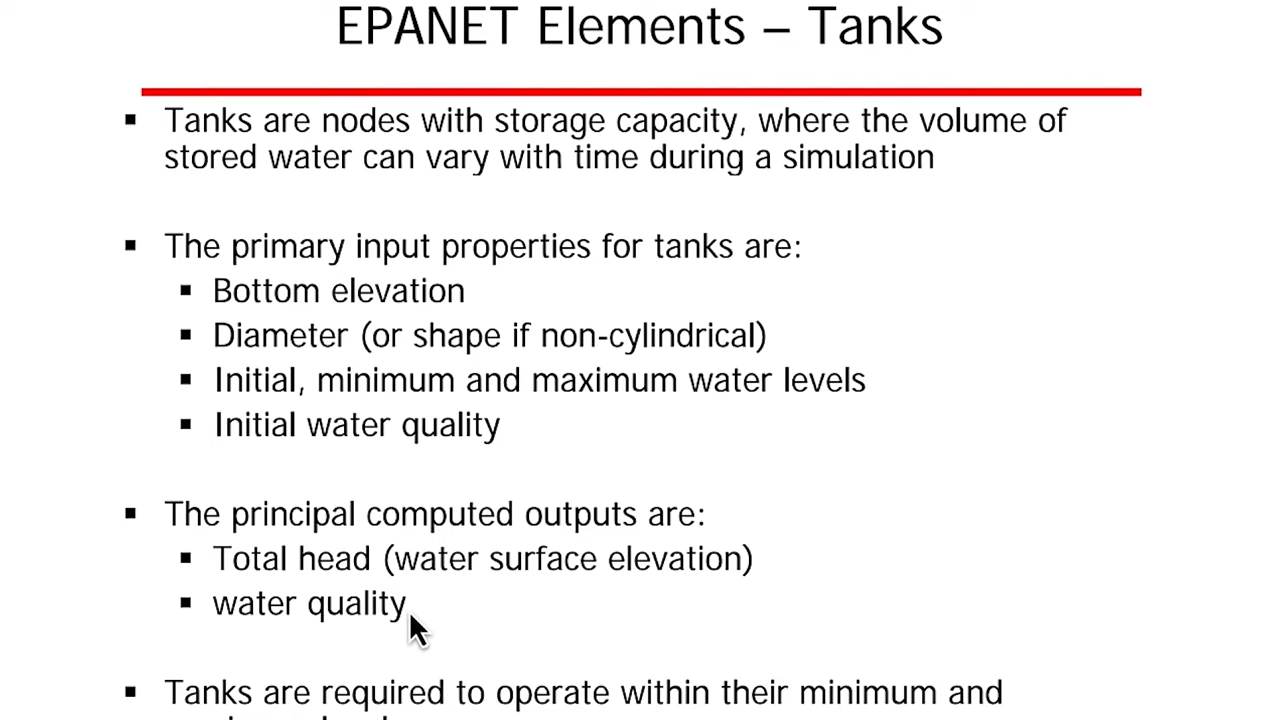 EPANET Elements – Tanks
▪ Tanks are nodes with storage capacity, where the volume of
stored water can vary with time during a simulation
▪ The primary input properties for tanks are:
▪ Bottom elevation
▪ Diameter (or shape if non-cylindrical)
▪ Initial, minimum and maximum water levels
▪ Initial water quality
▪ The principal computed outputs are:
▪ Total head (water surface elevation)
▪ water quality
▪ Tanks are required to operate within their minimum and